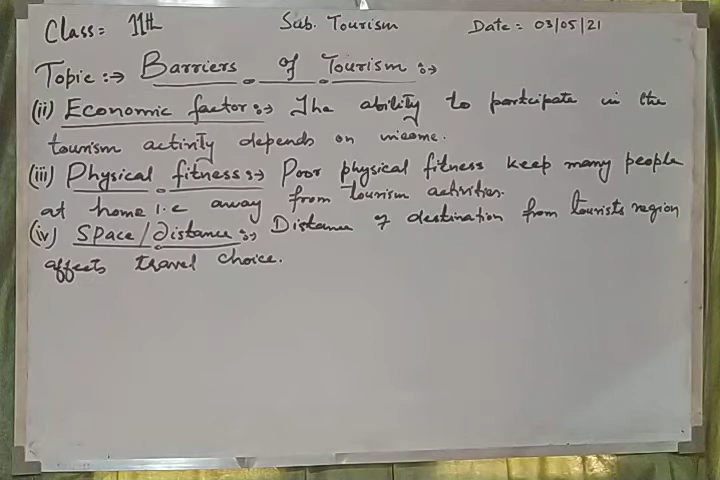 Class= 11th Sub. Tourism Date = 03/05/21
Topic :→ Barriers of Tourism :→
(ii) Economic factor :→ The ability to participate in the
tourism activity depends on income.
(iii) Physical fitness :→ Poor physical fitness keep many people
at home i.e away from tourism activities.
(iv) Space/distance :→ Distance of destination from tourists region
affects travel choice.